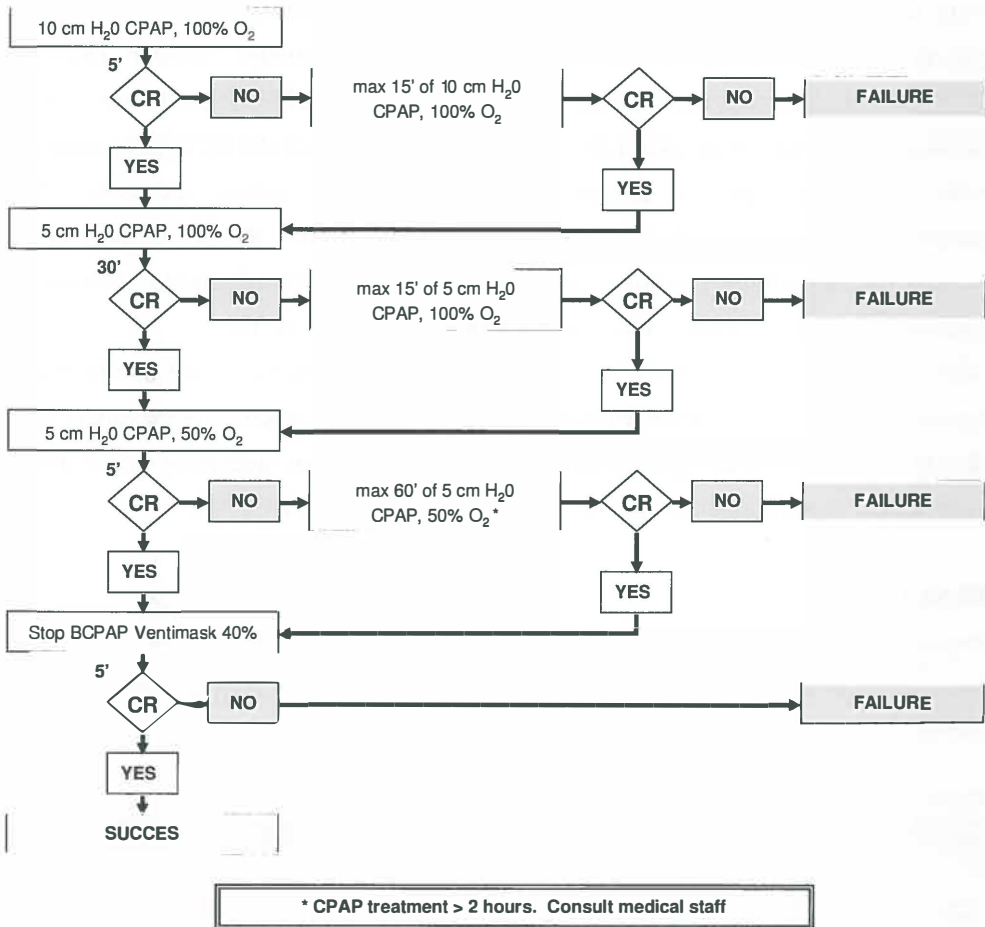 10 cm H₂0 CPAP, 100% O₂
5'
CR
NO
max 15' of 10 cm H₂0
CPAP, 100% O₂
CR
NO
FAILURE
YES
YES
5 cm H₂0 CPAP, 100% O₂
30'
CR
NO
max 15' of 5 cm H₂0
CPAP, 100% O₂
CR
NO
FAILURE
YES
YES
5 cm H₂0 CPAP, 50% O₂
5'
CR
NO
max 60' of 5 cm H₂0
CPAP, 50% O₂*
CR
NO
FAILURE
YES
YES
Stop BCPAP Ventimask 40%
5'
CR
NO
FAILURE
YES
SUCCES
* CPAP treatment > 2 hours. Consult medical staff